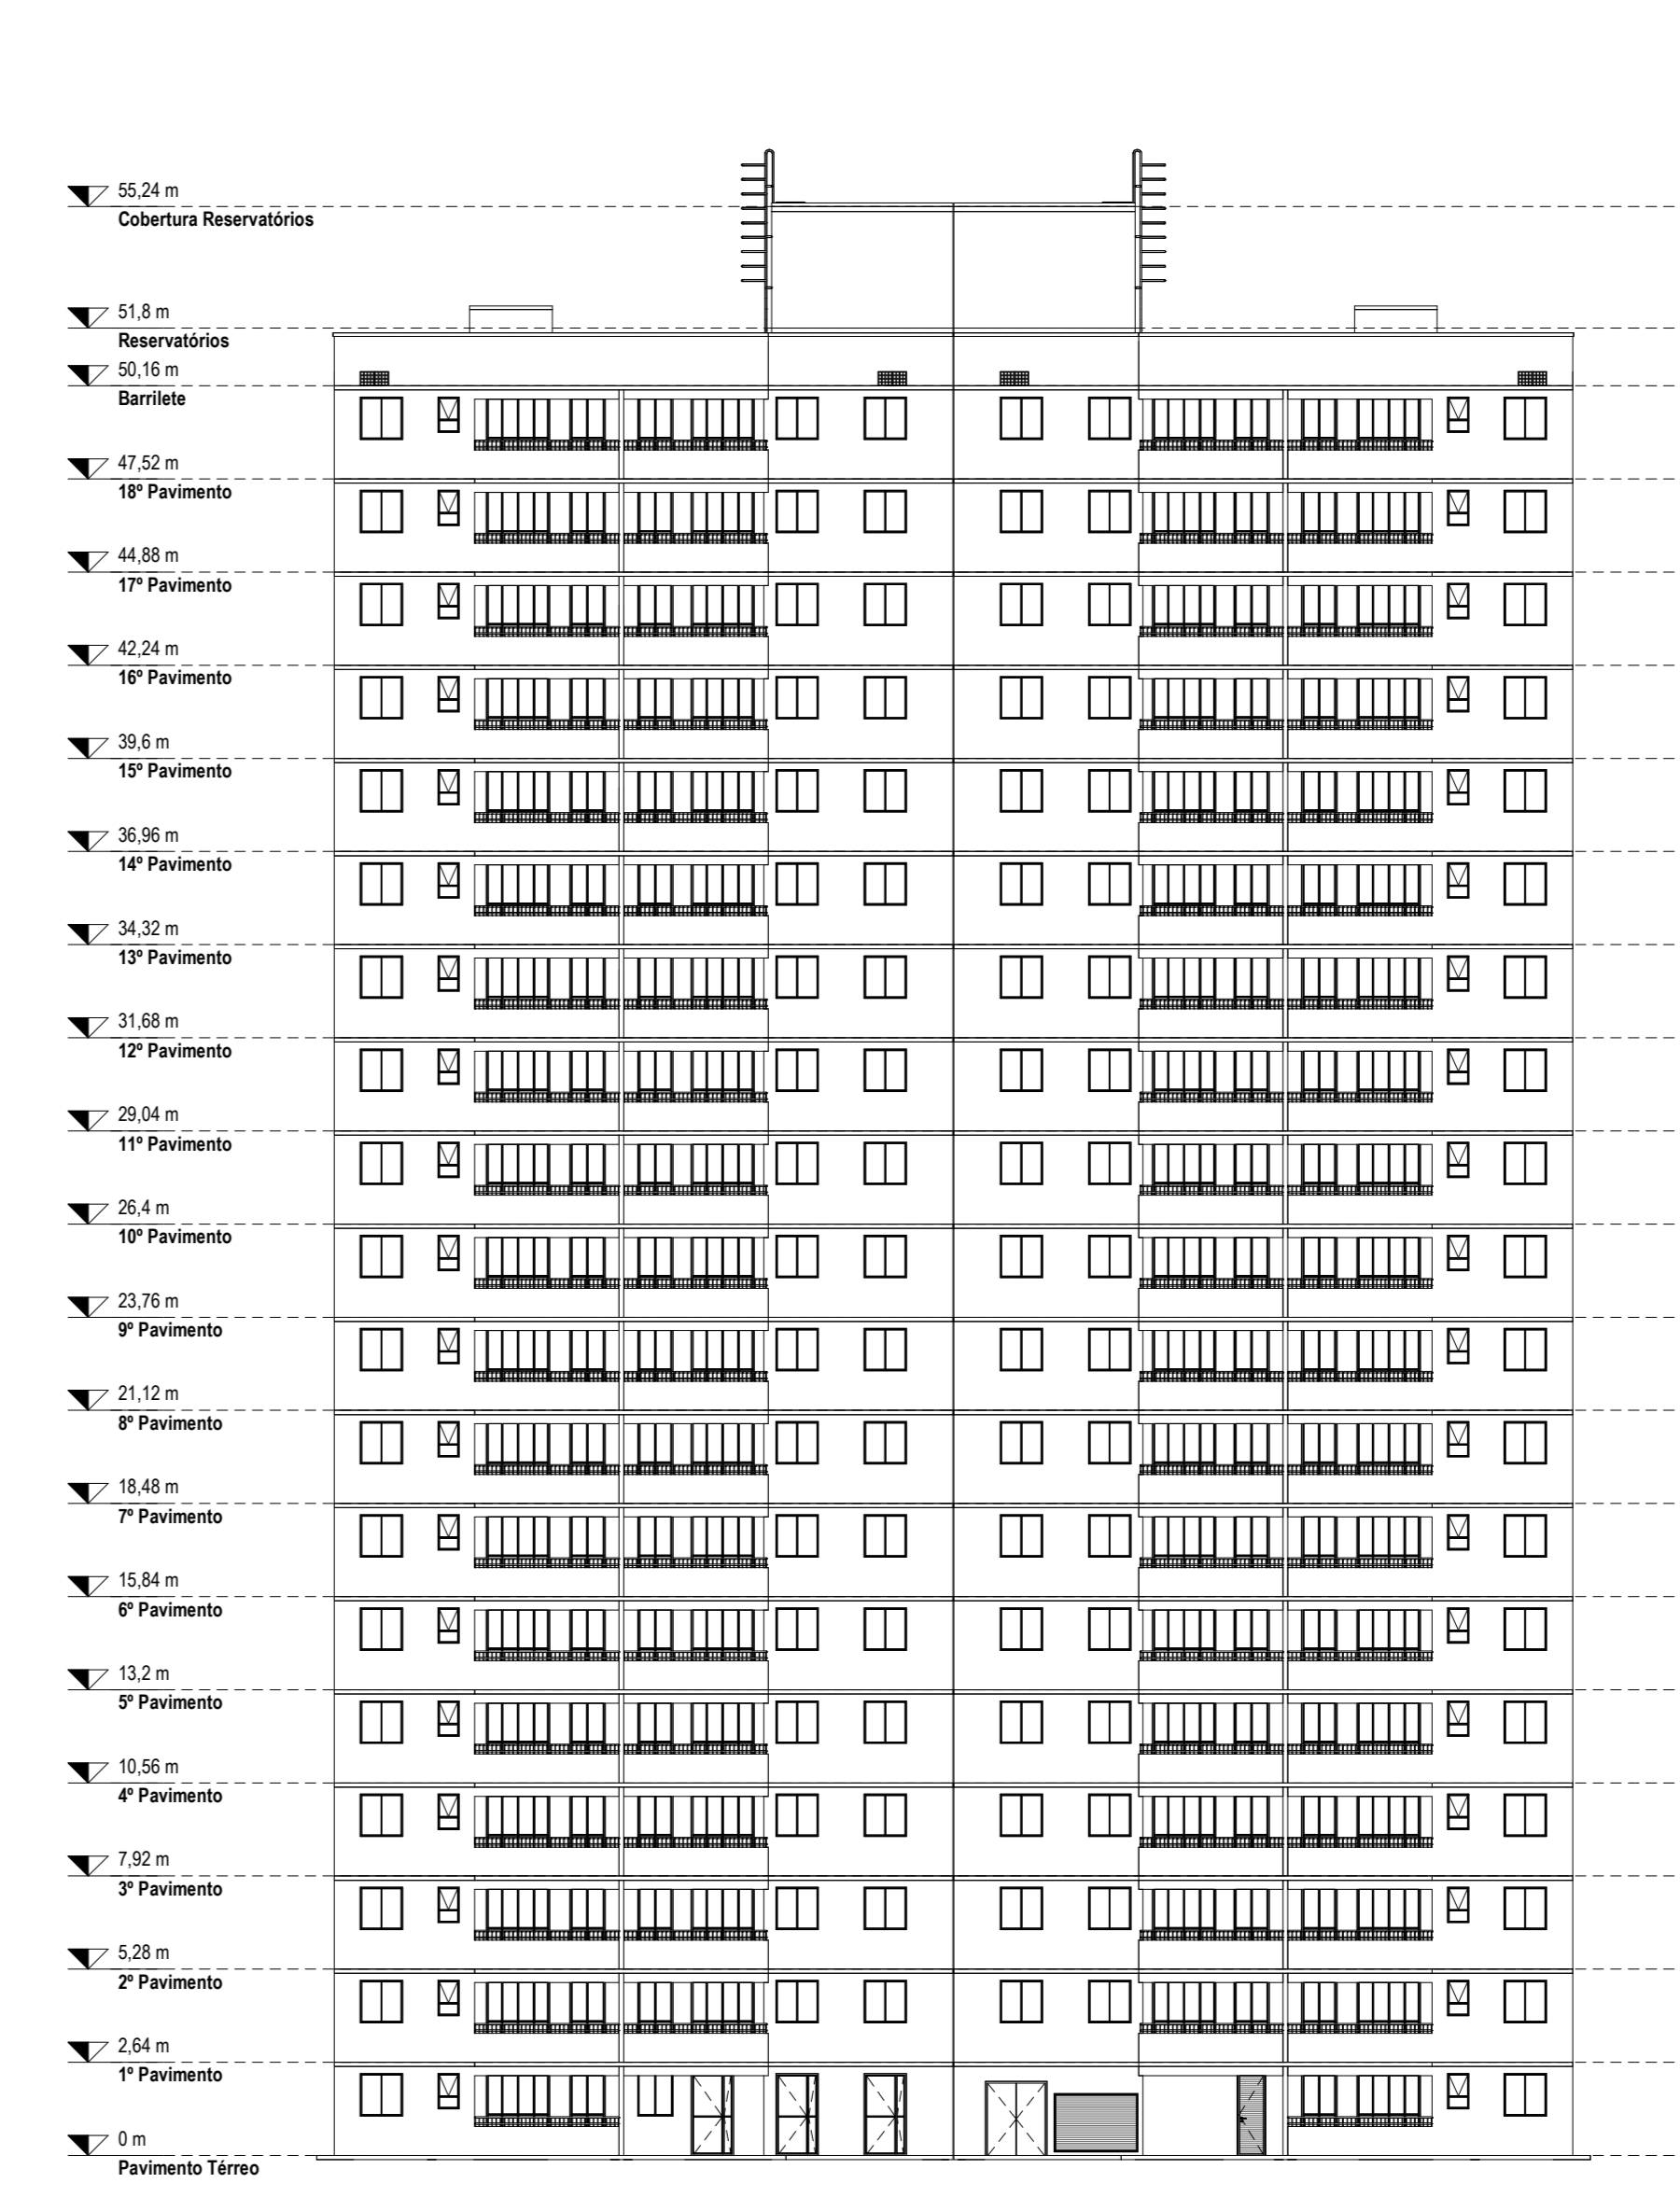 55,24 m
Cobertura Reservatórios
51,8 m
Reservatórios
50,16 m
Barrilete
47,52 m
18º Pavimento
44,88 m
17º Pavimento
42,24 m
16º Pavimento
39,6 m
15º Pavimento
36,96 m
14º Pavimento
34,32 m
13º Pavimento
31,68 m
12º Pavimento
29,04 m
11º Pavimento
26,4 m
10º Pavimento
23,76 m
9º Pavimento
21,12 m
8º Pavimento
18,48 m
7º Pavimento
15,84 m
6º Pavimento
13,2 m
5º Pavimento
10,56 m
4º Pavimento
7,92 m
3º Pavimento
5,28 m
2º Pavimento
2,64 m
1º Pavimento
0 m
Pavimento Térreo